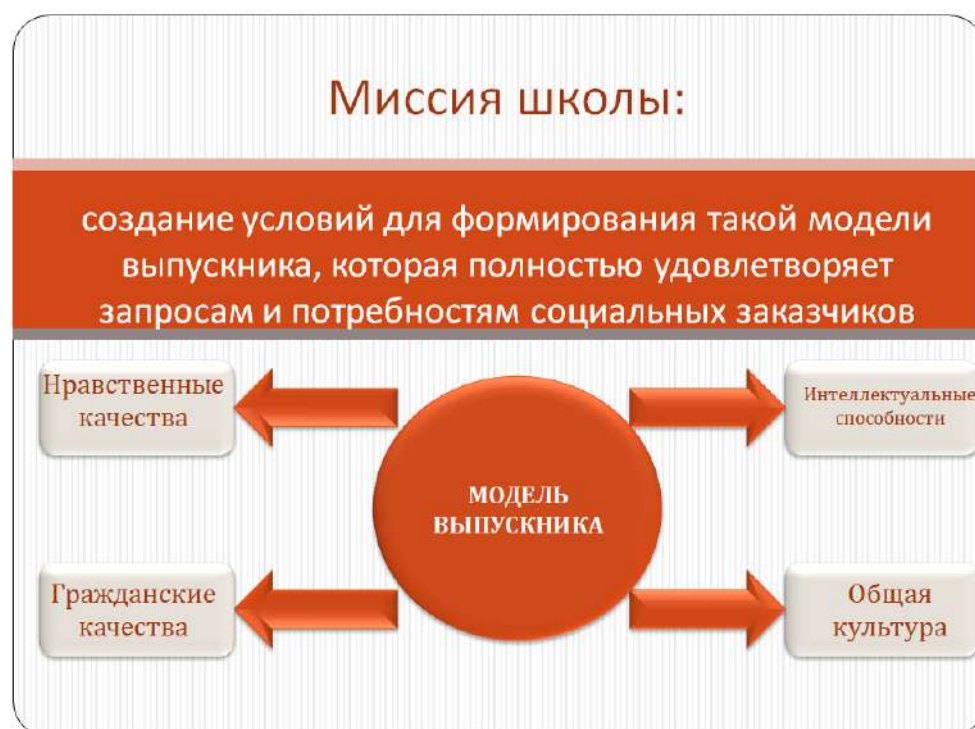 Миссия школы:
создание условий для формирования такой модели
выпускника, которая полностью удовлетворяет
запросам и потребностям социальных заказчиков
Нравственные
качества
Интеллектуальные
способности
МОДЕЛЬ
ВЫПУСКНИКА
Гражданские
качества
Общая
культура